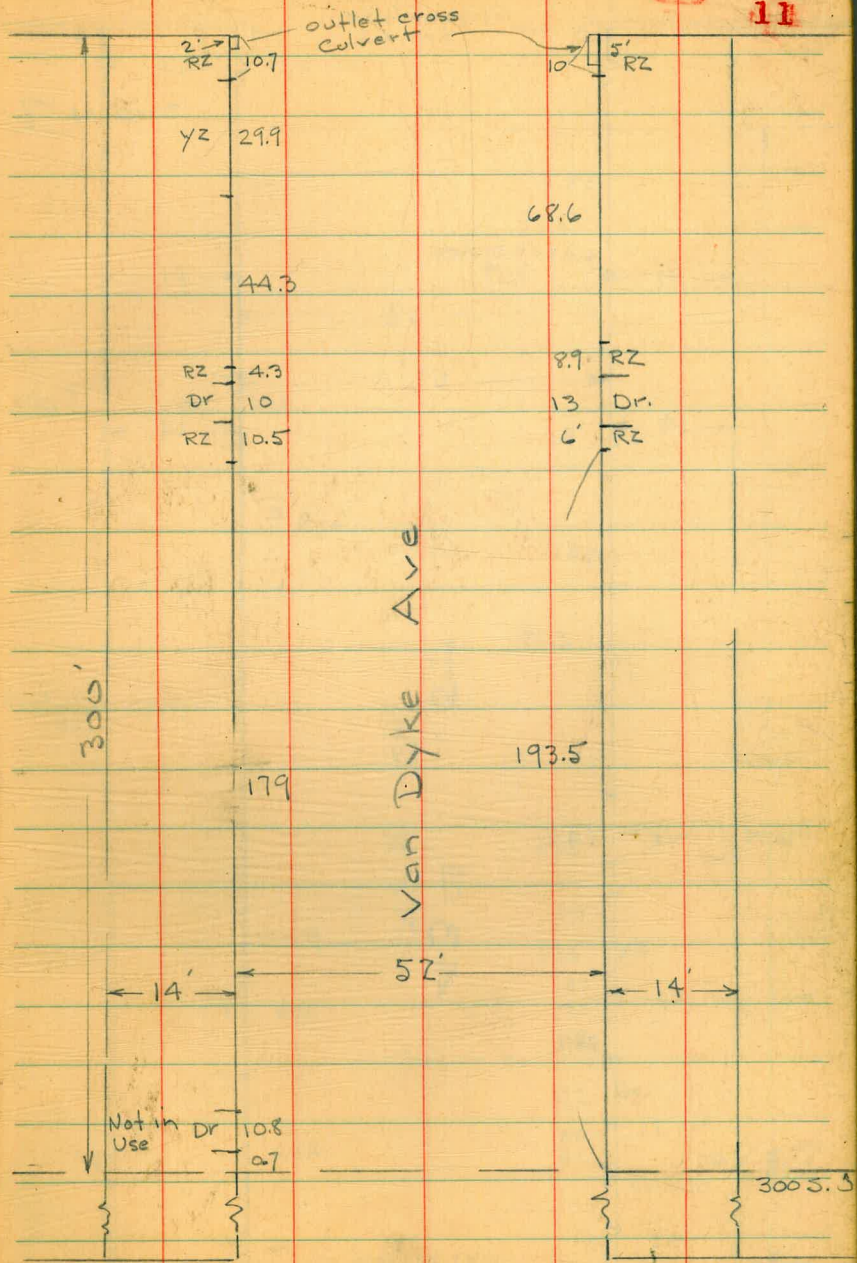 11
outlet cross
Culvert
2'
RZ 10.7
10 5' RZ
YZ 29.9
68.6
44.3
RZ 4.3
8.9 RZ
Dr 10
13 Dr.
RZ 10.5
6' RZ
Van Dyke Ave
300'
193.5
179
52'
14'
14'
Not in Dr 10.8
Use
0.7
300 S.